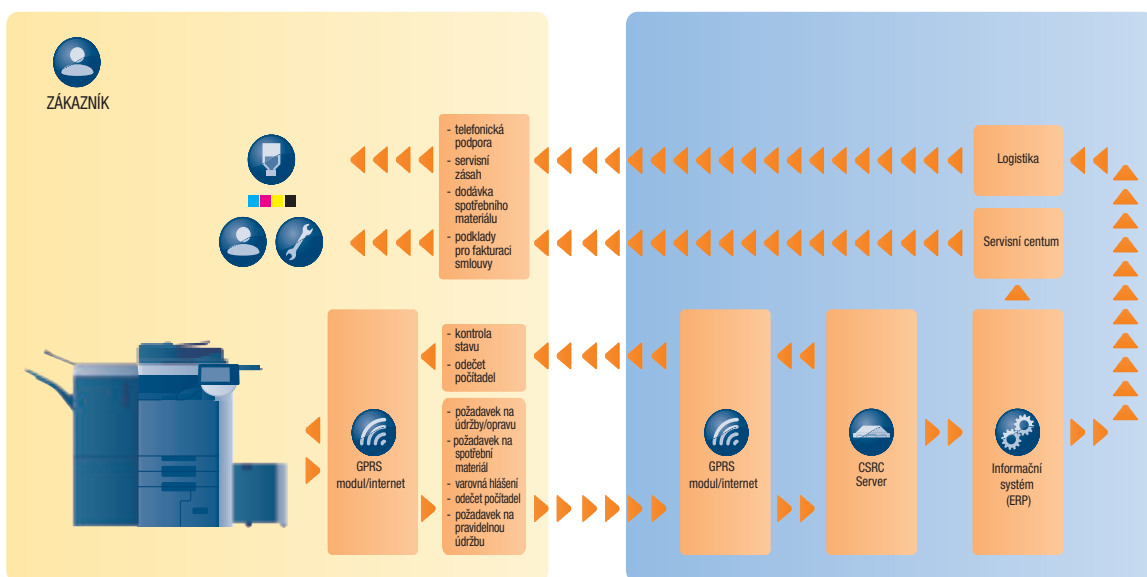 ZÁKAZNÍK
- telefonická
podpora
- servisní
zásah
- dodávka
spotřebního
materiálu
- podklady
pro fakturaci
smlouvy
Logistika
Servisní centum
- kontrola
stavu
- odečet
počítadel
- požadavek na
údržby/opravu
- požadavek na
spotřební
materiál
- varovná hlášení
- odečet počítadel
- požadavek na
pravidelnou
údržbu
GPRS
modul/internet
GPRS
modul/internet
CSRC
Server
Informační
systém
(ERP)